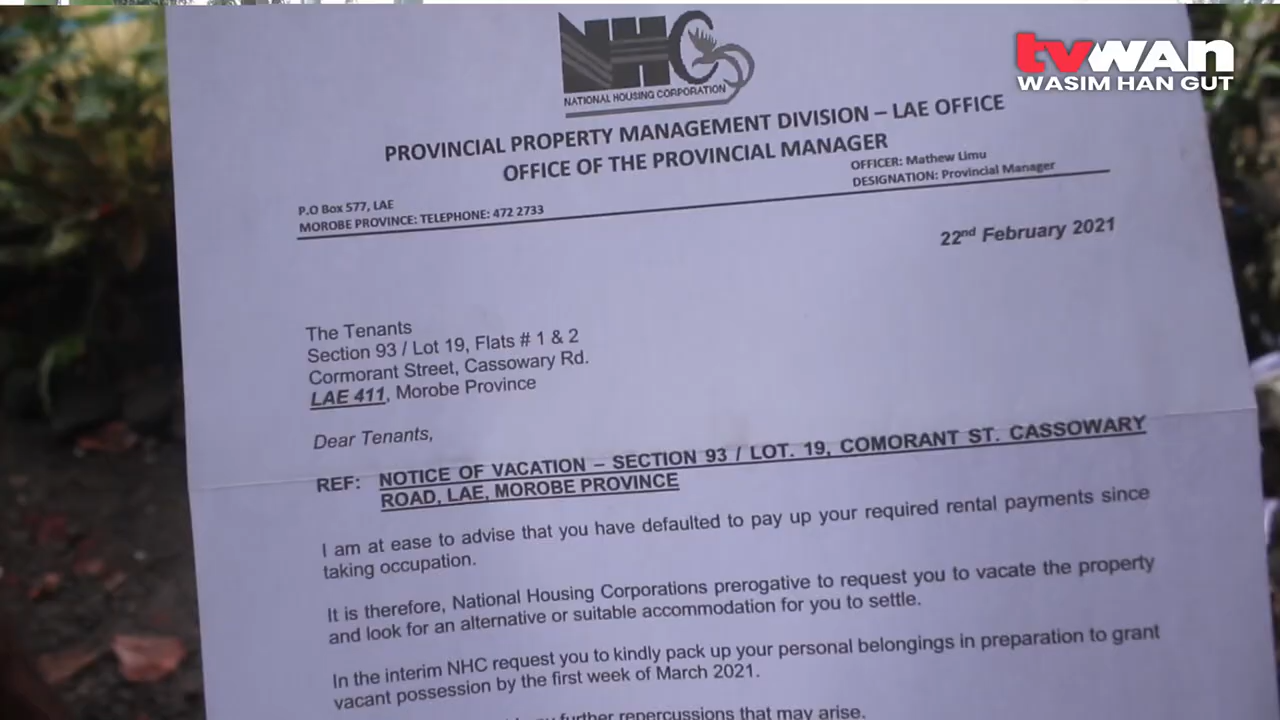 NHC
NATIONAL HOUSING CORPORATION
tvwan
WASIM HAN GUT
PROVINCIAL PROPERTY MANAGEMENT DIVISION – LAE OFFICE
OFFICE OF THE PROVINCIAL MANAGER
OFFICER: Mathew Limu
DESIGNATION: Provincial Manager
P.O Box 577, LAE
MOROBE PROVINCE: TELEPHONE: 472 2733
22nd February 2021
The Tenants
Section 93 / Lot 19, Flats # 1 & 2
Cormorant Street, Cassowary Rd.
LAE 411, Morobe Province
Dear Tenants,
REF: NOTICE OF VACATION – SECTION 93 / LOT. 19, COMORANT ST. CASSOWARY
ROAD, LAE, MOROBE PROVINCE
I am at ease to advise that you have defaulted to pay up your required rental payments since
taking occupation.
It is therefore, National Housing Corporations prerogative to request you to vacate the property
and look for an alternative or suitable accommodation for you to settle.
In the interim NHC request you to kindly pack up your personal belongings in preparation to grant
vacant possession by the first week of March 2021.
further repercussions that may arise.